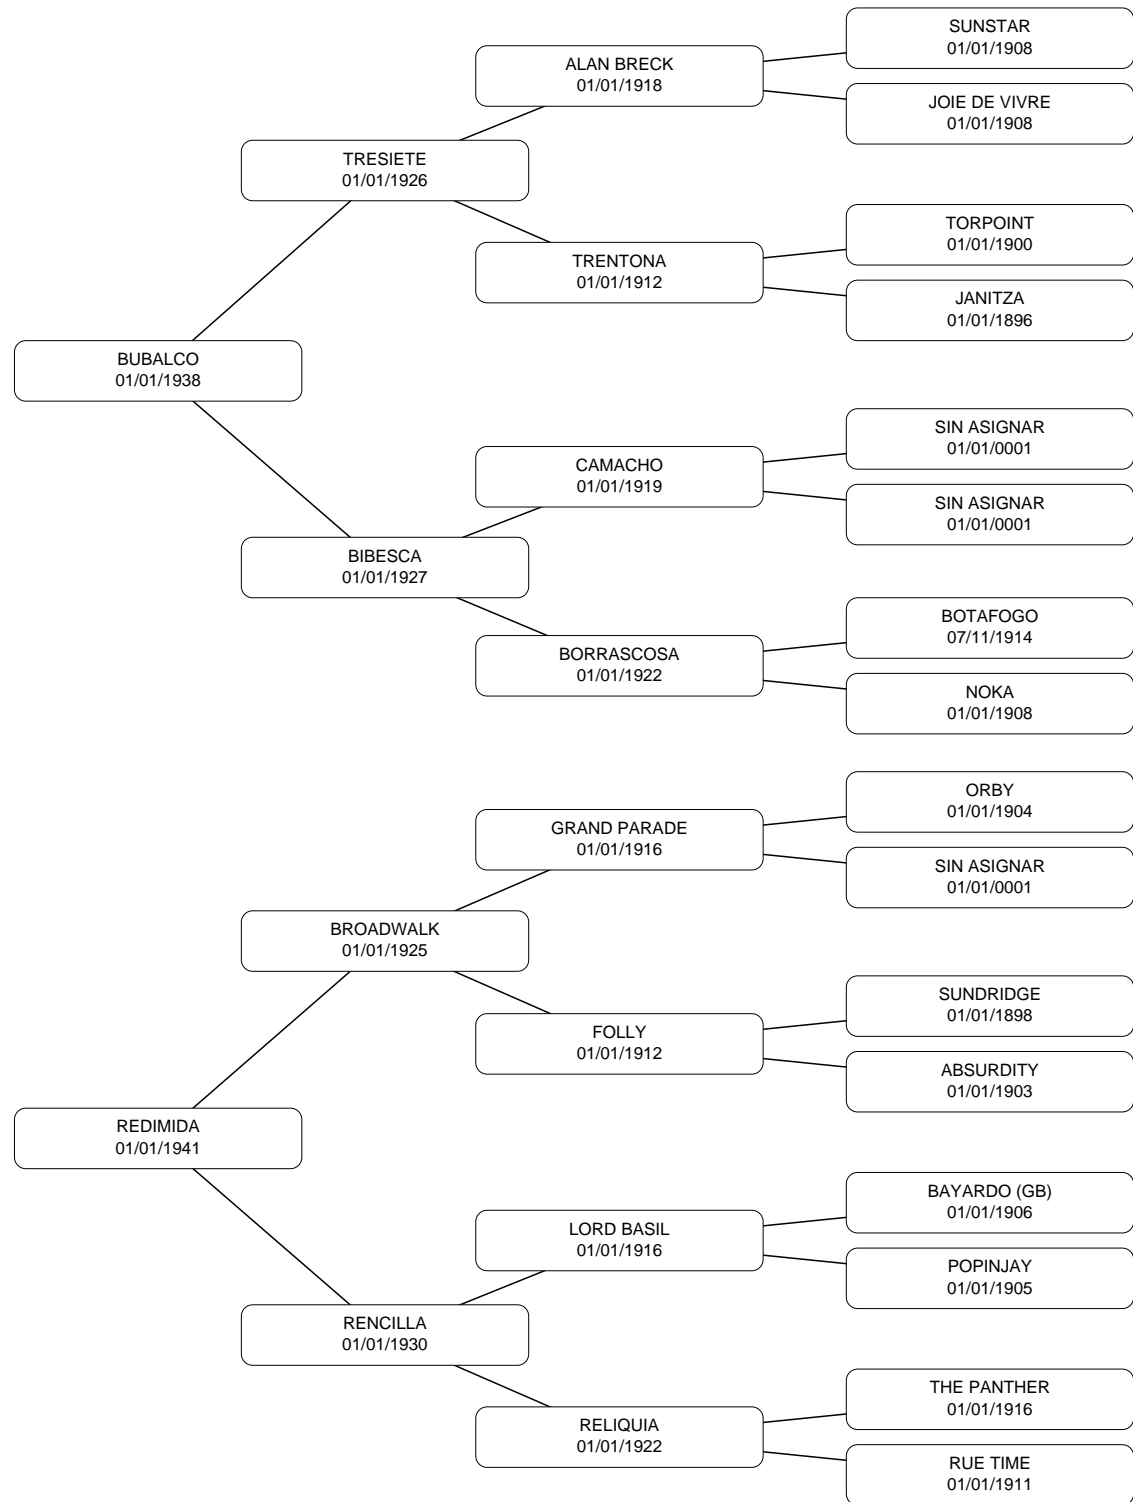 SUNSTAR
01/01/1908
ALAN BRECK
01/01/1918
JOIE DE VIVRE
01/01/1908
TRESIETE
01/01/1926
TORPOINT
01/01/1900
TRENTONA
01/01/1912
JANITZA
01/01/1896
BUBALCO
01/01/1938
SIN ASIGNAR
01/01/0001
CAMACHO
01/01/1919
SIN ASIGNAR
01/01/0001
BIBESCA
01/01/1927
BOTAFOGO
07/11/1914
BORRASCOSA
01/01/1922
NOKA
01/01/1908
ORBY
01/01/1904
GRAND PARADE
01/01/1916
SIN ASIGNAR
01/01/0001
BROADWALK
01/01/1925
SUNDRIDGE
01/01/1898
FOLLY
01/01/1912
ABSURDITY
01/01/1903
REDIMIDA
01/01/1941
BAYARDO (GB)
01/01/1906
LORD BASIL
01/01/1916
POPINJAY
01/01/1905
RENCILLA
01/01/1930
THE PANTHER
01/01/1916
RELIQUIA
01/01/1922
RUE TIME
01/01/1911